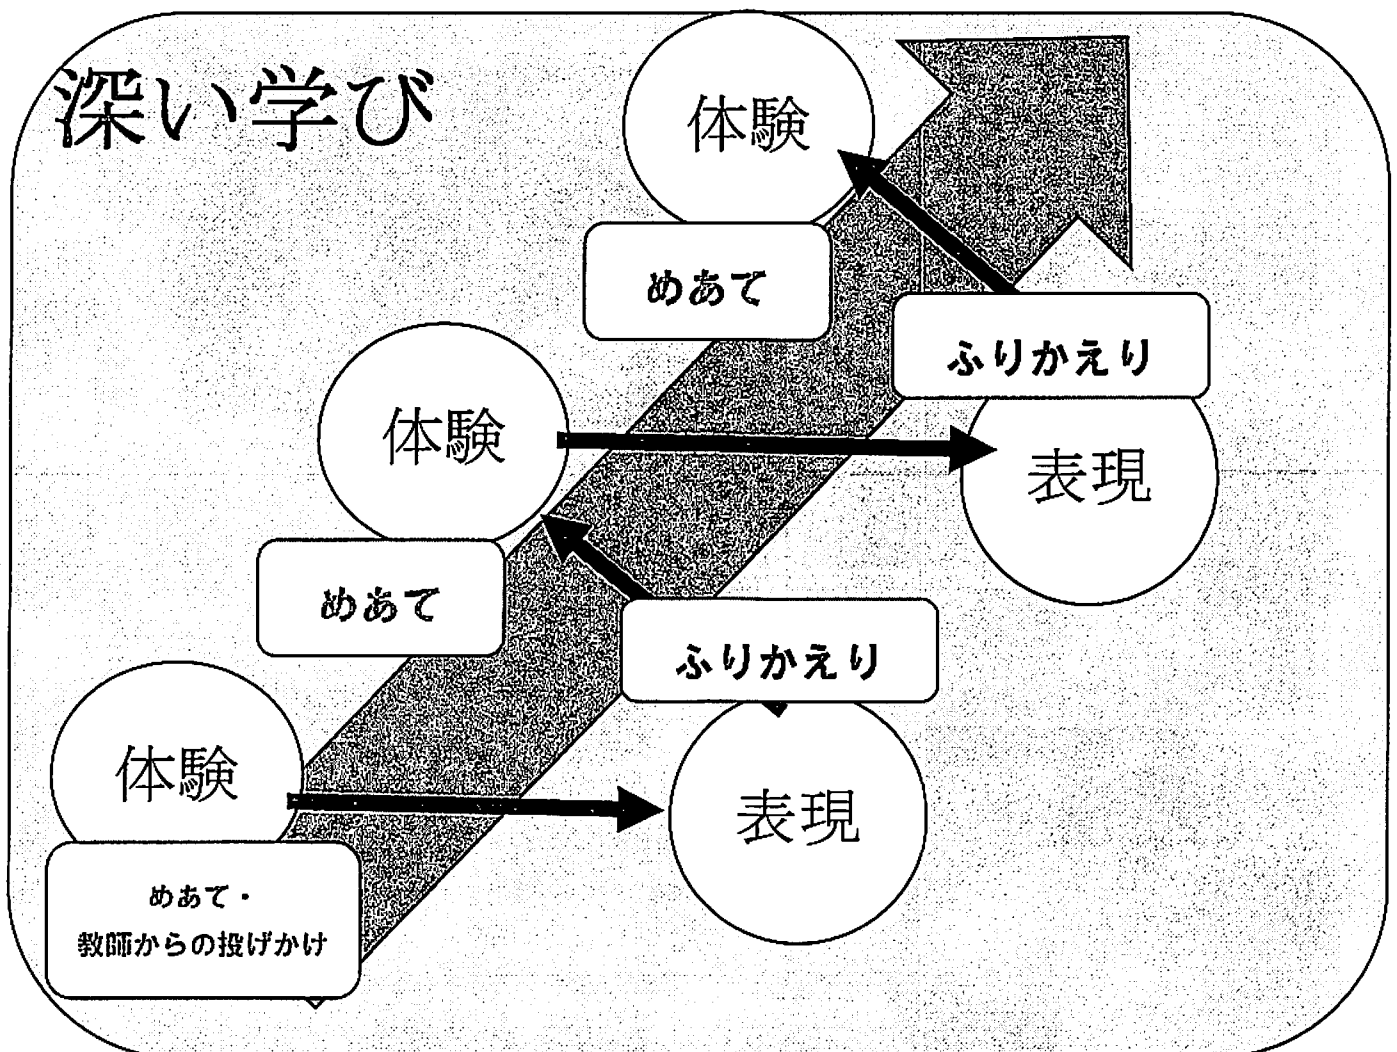 深い学び
体験
めあて
ふりかえり
体験
表現
めあて
ふりかえり
体験
表現
めあて・
教師からの投げかけ